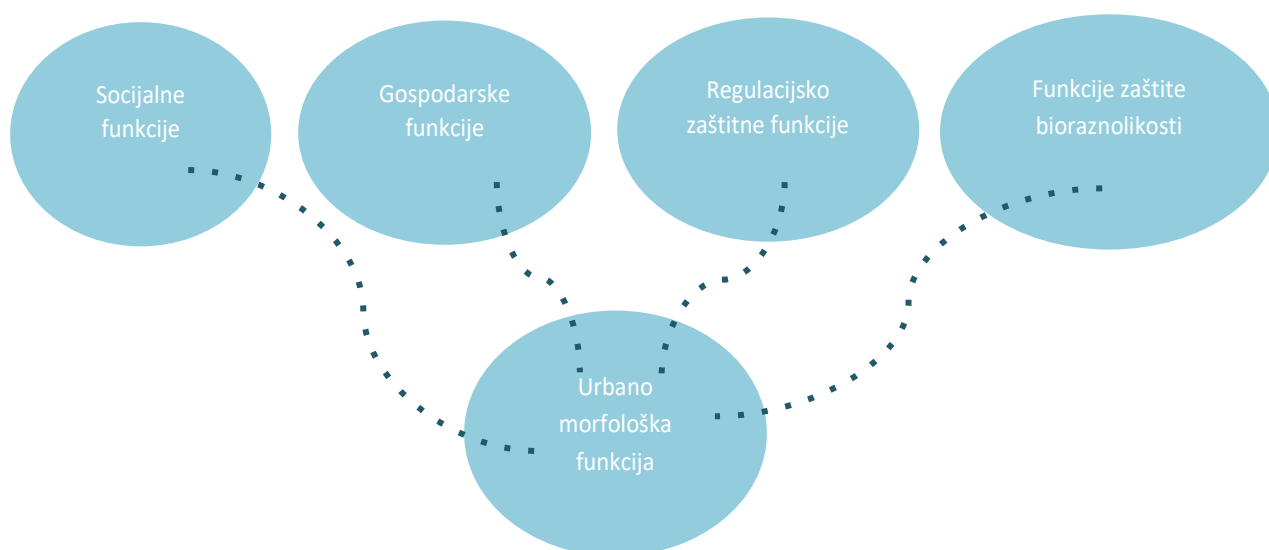 Socijalne
funkcije
Gospodarske
funkcije
Regulacijsko
zaštitne funkcije
Funkcije zaštite
bioraznolikosti
Urbano
morfološka
funkcija